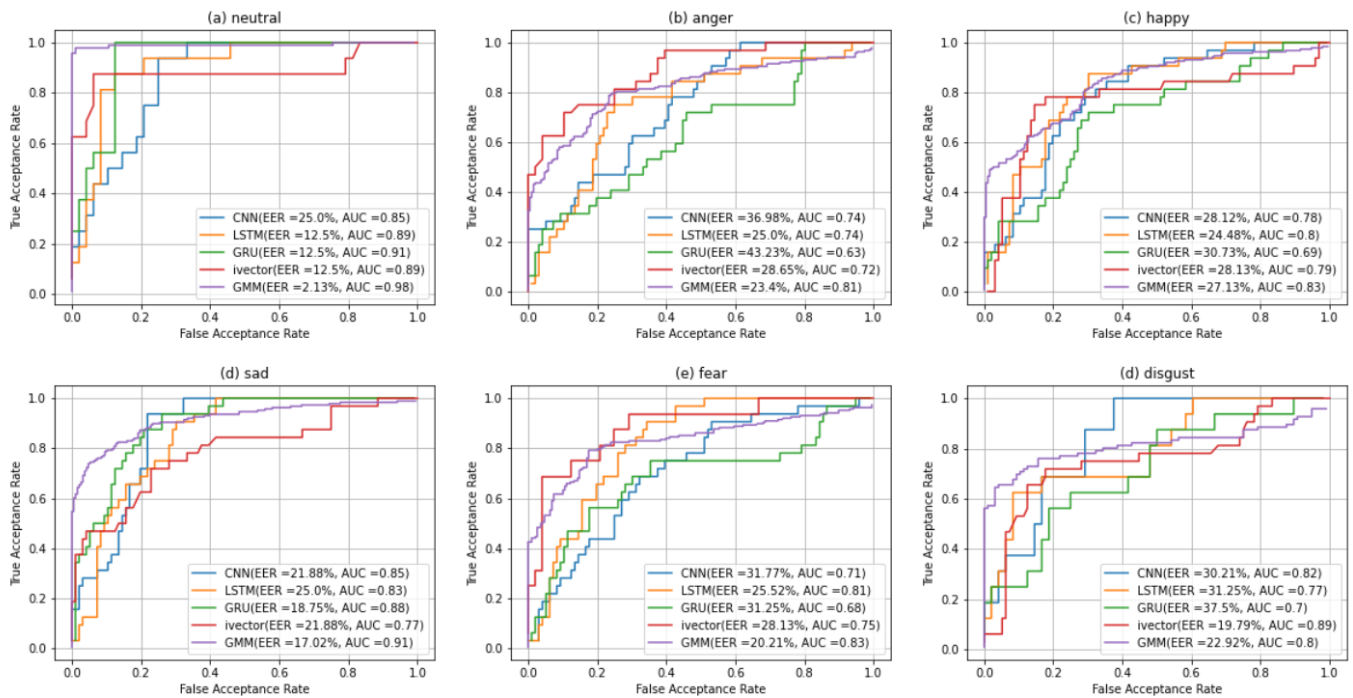 (a) neutral
True Acceptance Rate
1.0
0.8
0.6
0.4
0.2
0.0
CNN(EER =25.0%, AUC =0.85)
LSTM(EER =12.5%, AUC =0.89)
GRU(EER =12.5%, AUC =0.91)
ivector(EER =12.5%, AUC =0.89)
GMM(EER =2.13%, AUC =0.98)
0.0 0.2 0.4 0.6 0.8 1.0
False Acceptance Rate
(b) anger
True Acceptance Rate
1.0
0.8
0.6
0.4
0.2
0.0
CNN(EER =36.98%, AUC =0.74)
LSTM(EER =25.0%, AUC =0.74)
GRU(EER =43.23%, AUC =0.63)
ivector(EER =28.65%, AUC =0.72)
GMM(EER =23.4%, AUC =0.81)
0.0 0.2 0.4 0.6 0.8 1.0
False Acceptance Rate
(c) happy
True Acceptance Rate
1.0
0.8
0.6
0.4
0.2
0.0
CNN(EER =28.12%, AUC =0.78)
LSTM(EER =24.48%, AUC =0.8)
GRU(EER =30.73%, AUC =0.69)
ivector(EER =28.13%, AUC =0.79)
GMM(EER =27.13%, AUC =0.83)
0.0 0.2 0.4 0.6 0.8 1.0
False Acceptance Rate
(d) sad
True Acceptance Rate
1.0
0.8
0.6
0.4
0.2
0.0
CNN(EER =21.88%, AUC =0.85)
LSTM(EER =25.0%, AUC =0.83)
GRU(EER =18.75%, AUC =0.88)
ivector(EER =21.88%, AUC =0.77)
GMM(EER =17.02%, AUC =0.91)
0.0 0.2 0.4 0.6 0.8 1.0
False Acceptance Rate
(e) fear
True Acceptance Rate
1.0
0.8
0.6
0.4
0.2
0.0
CNN(EER =31.77%, AUC =0.71)
LSTM(EER =25.52%, AUC =0.81)
GRU(EER =31.25%, AUC =0.68)
ivector(EER =28.13%, AUC =0.75)
GMM(EER =20.21%, AUC =0.83)
0.0 0.2 0.4 0.6 0.8 1.0
False Acceptance Rate
(d) disgust
True Acceptance Rate
1.0
0.8
0.6
0.4
0.2
0.0
CNN(EER =30.21%, AUC =0.82)
LSTM(EER =31.25%, AUC =0.77)
GRU(EER =37.5%, AUC =0.7)
ivector(EER =19.79%, AUC =0.89)
GMM(EER =22.92%, AUC =0.8)
0.0 0.2 0.4 0.6 0.8 1.0
False Acceptance Rate